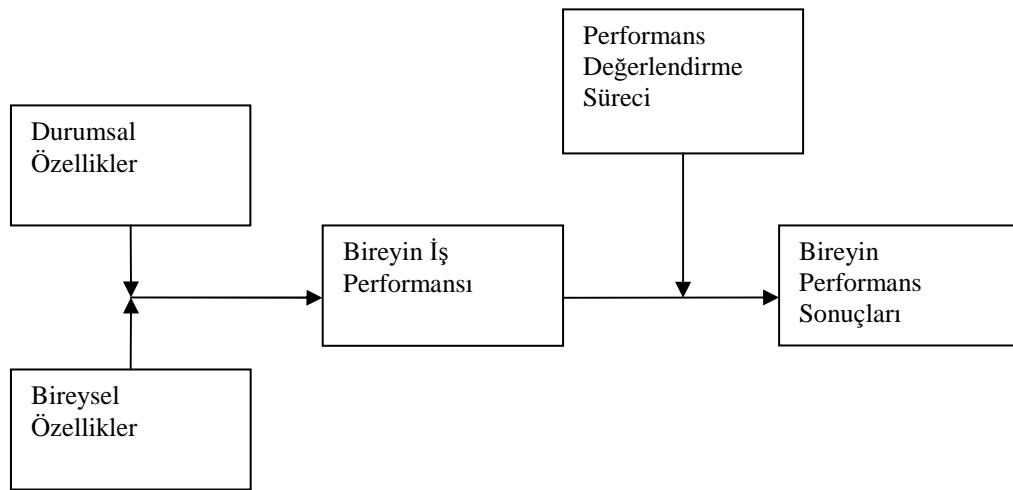 Performans
Değerlendirme
Süreci
Durumsal
Özellikler
Bireyin İş
Performansı
Bireyin
Performans
Sonuçları
Bireysel
Özellikler